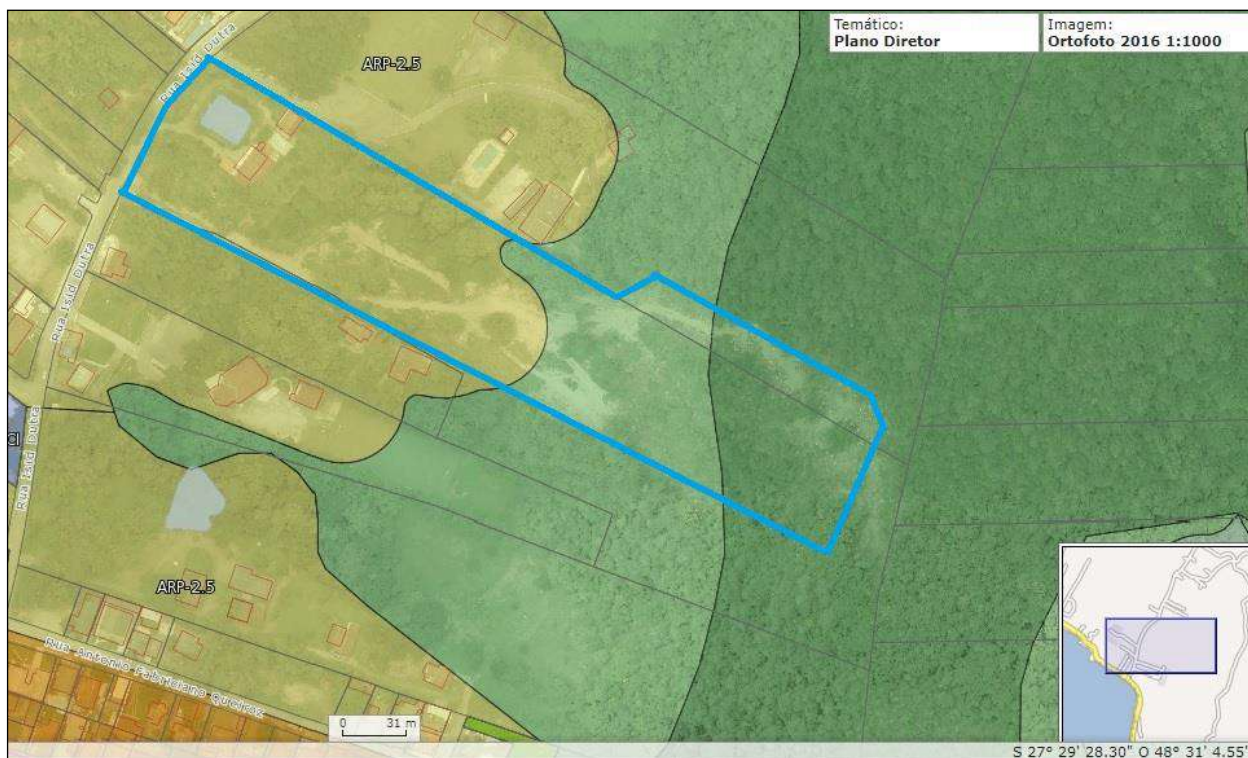 Temático:
Plano Diretor
Imagem:
Ortofoto 2016 1:1000
Rua Isid Dutra
ARP-2.5
Rua Isid Dutra
CI
Rua Isid Dutra
ARP-2.5
Rua Antonio Fabriciano Queiroz
0 31 m
S 27° 29' 28.30" O 48° 31' 4.55"